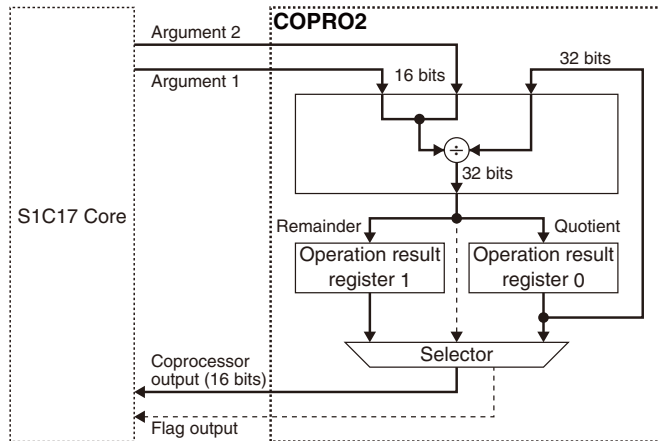 COPRO2
Argument 2
Argument 1
16 bits
32 bits
÷
32 bits
S1C17 Core
Remainder
Quotient
Operation result
register 1
Operation result
register 0
Selector
Coprocessor
output (16 bits)
Flag output